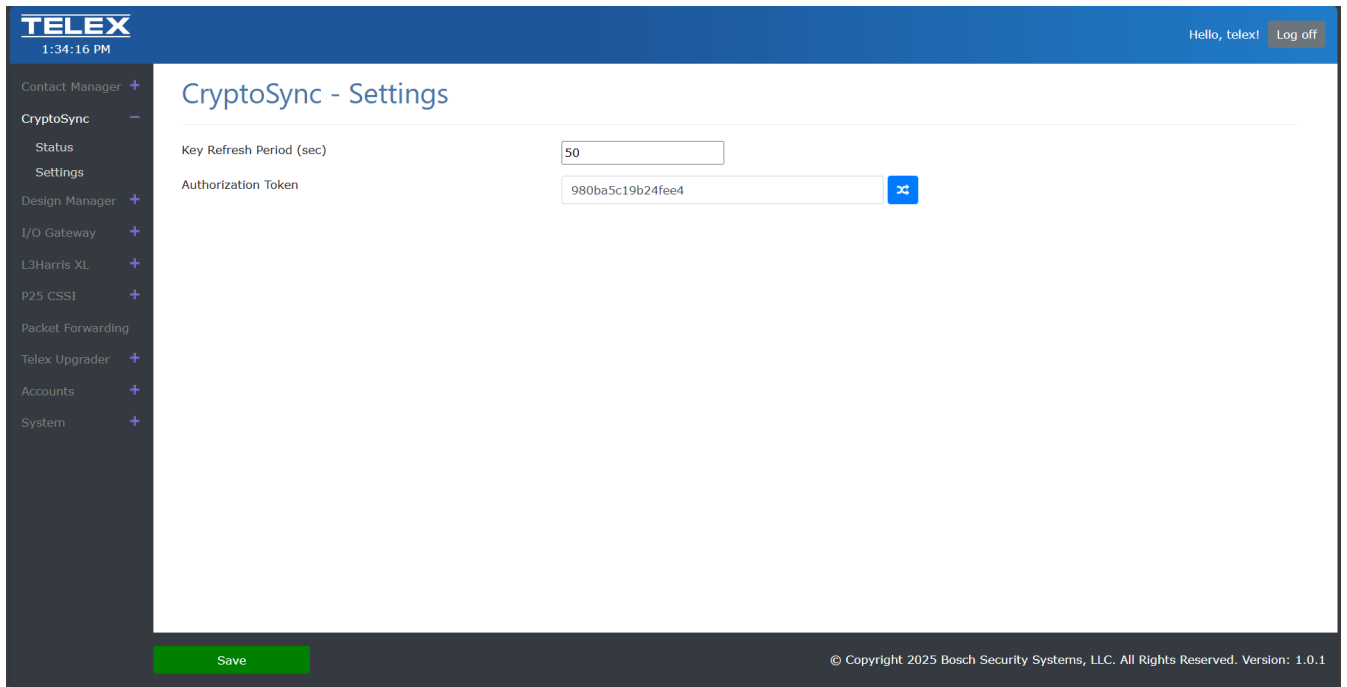 TELEX
1:34:16 PM
Hello, telex! Log off
Contact Manager +
CryptoSync −
Status
Settings
Design Manager +
I/O Gateway +
L3Harris XL +
P25 CSSI +
Packet Forwarding
Telex Upgrader +
Accounts +
System +
CryptoSync - Settings
Key Refresh Period (sec) 50
Authorization Token 980ba5c19b24fee4
Save
© Copyright 2025 Bosch Security Systems, LLC. All Rights Reserved. Version: 1.0.1